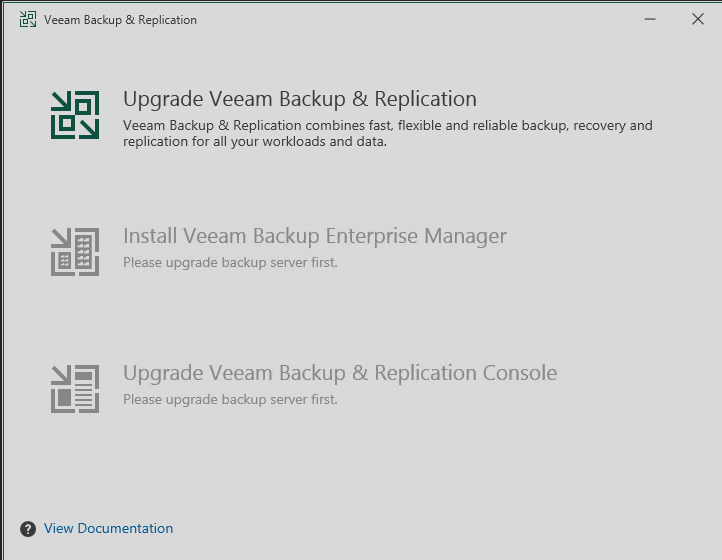 Veeam Backup & Replication
Upgrade Veeam Backup & Replication
Veeam Backup & Replication combines fast, flexible and reliable backup, recovery and
replication for all your workloads and data.
Install Veeam Backup Enterprise Manager
Please upgrade backup server first.
Upgrade Veeam Backup & Replication Console
Please upgrade backup server first.
? View Documentation